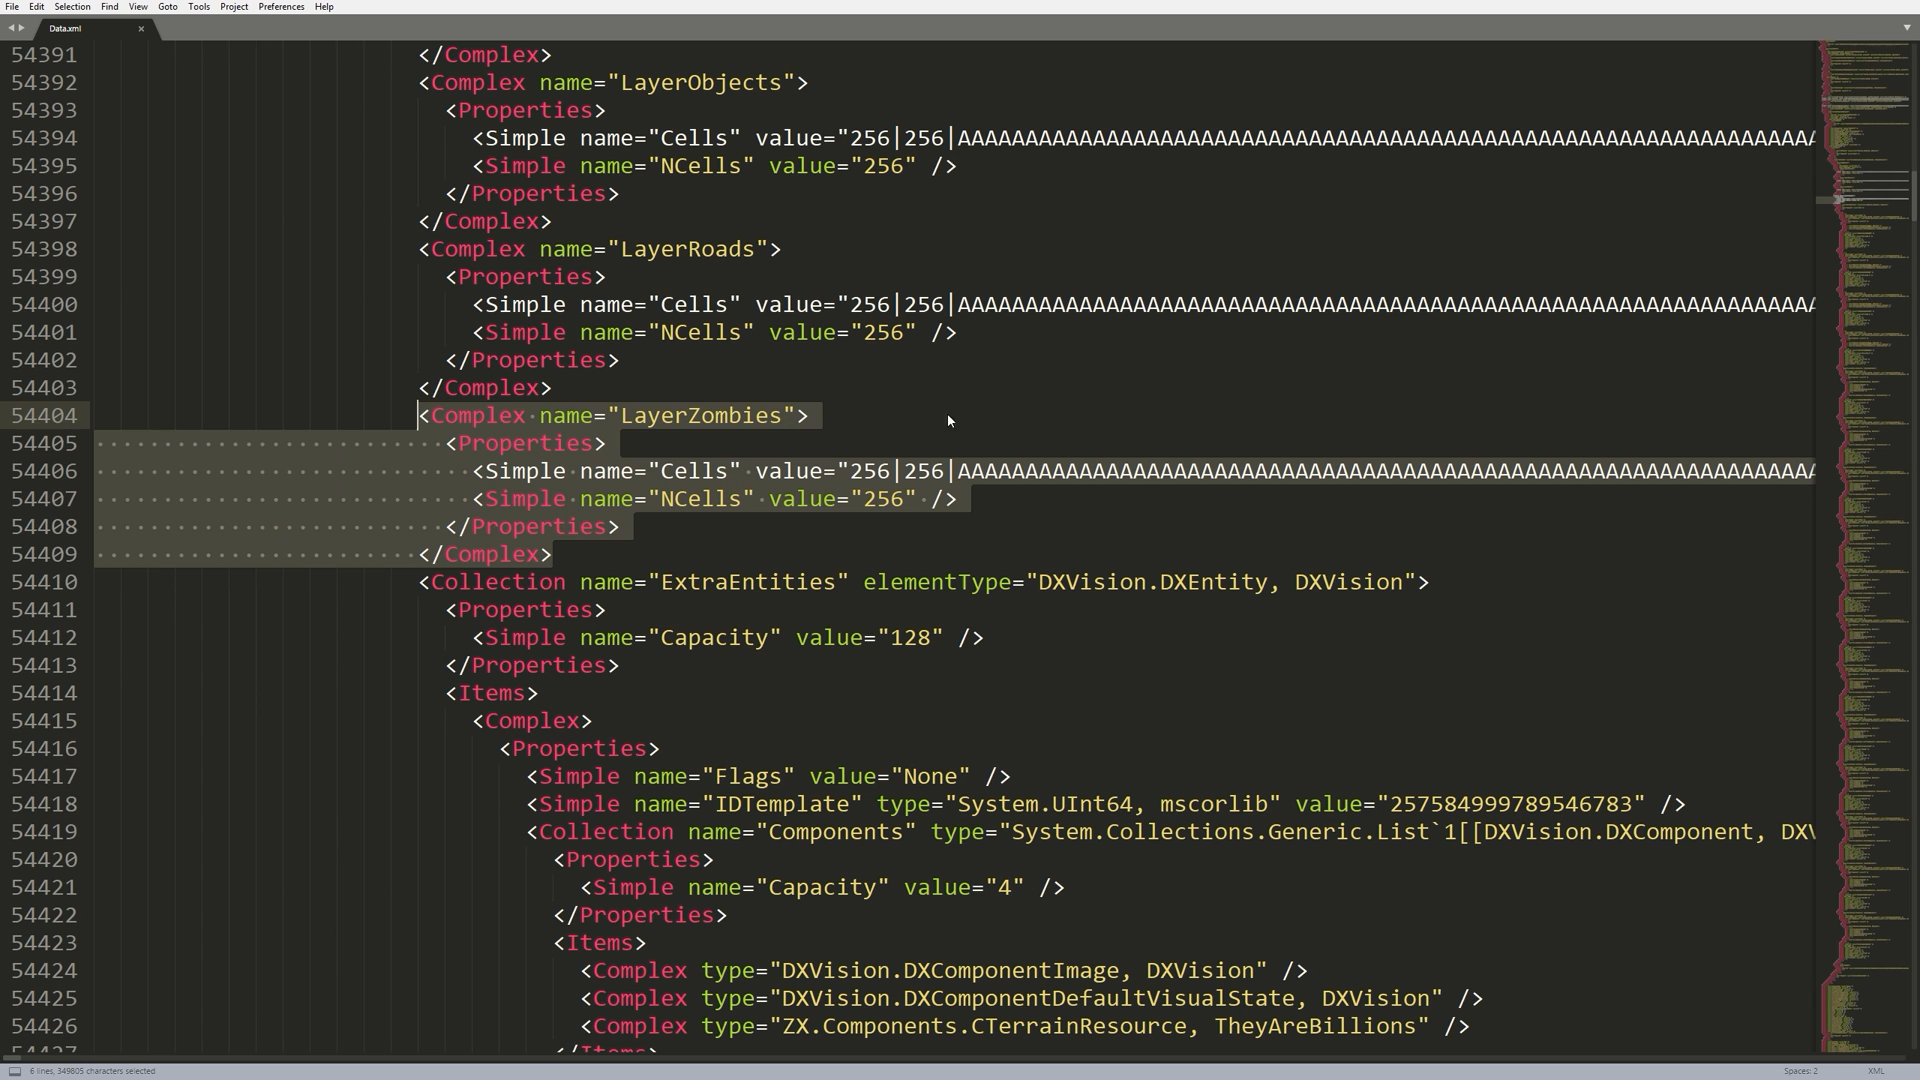 File Edit Selection Find View Goto Tools Project Preferences Help
Data.xml
54391 </Complex>
54392 <Complex name="LayerObjects">
54393 <Properties>
54394 <Simple name="Cells" value="256|256|AAAAAAAAAAAAAAAAAAAAAAAAAAAAAAAAAAAAAAAAAAAAAAAAAAAAAAAAAAAAAAAA
54395 <Simple name="NCells" value="256" />
54396 </Properties>
54397 </Complex>
54398 <Complex name="LayerRoads">
54399 <Properties>
54400 <Simple name="Cells" value="256|256|AAAAAAAAAAAAAAAAAAAAAAAAAAAAAAAAAAAAAAAAAAAAAAAAAAAAAAAAAAAAAAAA
54401 <Simple name="NCells" value="256" />
54402 </Properties>
54403 </Complex>
54404 <Complex name="LayerZombies">
54405 <Properties>
54406 <Simple name="Cells" value="256|256|AAAAAAAAAAAAAAAAAAAAAAAAAAAAAAAAAAAAAAAAAAAAAAAAAAAAAAAAAAAAAAAA
54407 <Simple name="NCells" value="256" />
54408 </Properties>
54409 </Complex>
54410 <Collection name="ExtraEntities" elementType="DXVision.DXEntity, DXVision">
54411 <Properties>
54412 <Simple name="Capacity" value="128" />
54413 </Properties>
54414 <Items>
54415 <Complex>
54416 <Properties>
54417 <Simple name="Flags" value="None" />
54418 <Simple name="IDTemplate" type="System.UInt64, mscorlib" value="257584999789546783" />
54419 <Collection name="Components" type="System.Collections.Generic.List`1[[DXVision.DXComponent, DXV
54420 <Properties>
54421 <Simple name="Capacity" value="4" />
54422 </Properties>
54423 <Items>
54424 <Complex type="DXVision.DXComponentImage, DXVision" />
54425 <Complex type="DXVision.DXComponentDefaultVisualState, DXVision" />
54426 <Complex type="ZX.Components.CTerrainResource, TheyAreBillions" />
54427 </Items>
6 lines, 349805 characters selected Spaces: 2 XML